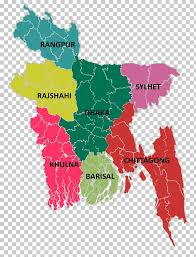 RANGPUR
RAJSHAHI
SYLHET
DHAKA
KHULNA
CHITTAGONG
BARISAL